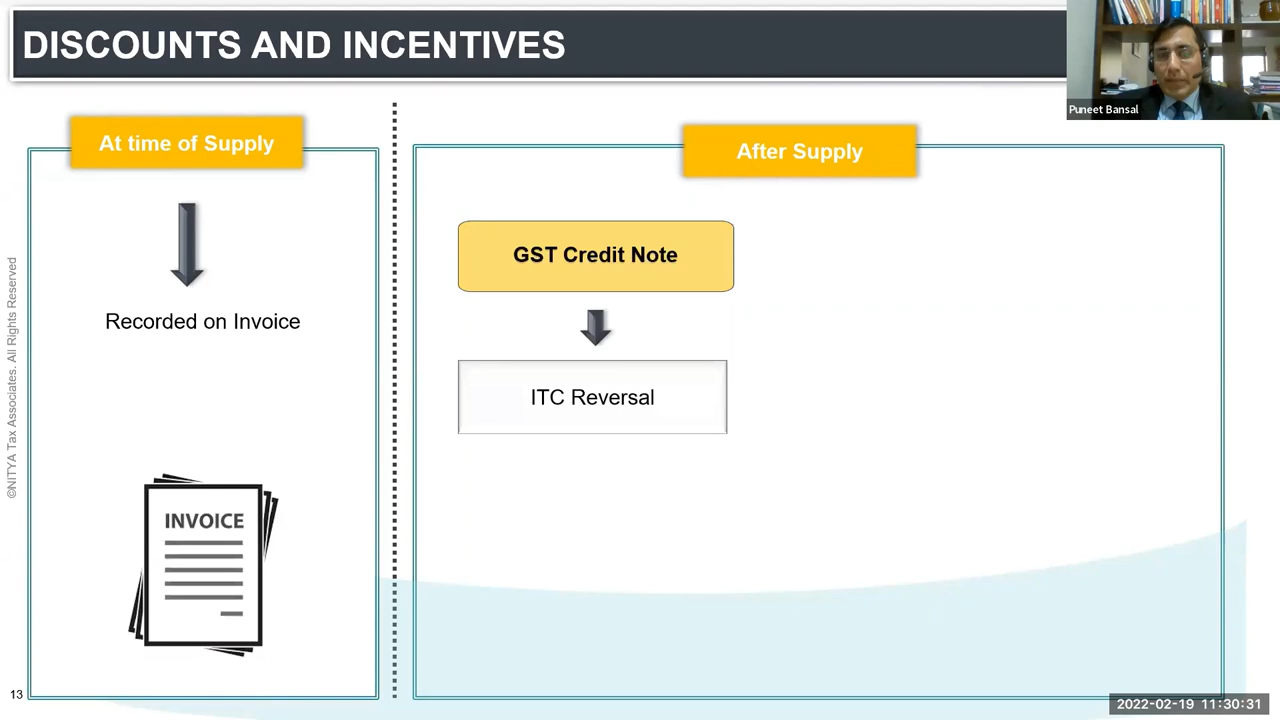 DISCOUNTS AND INCENTIVES
Puneet Bansal
At time of Supply
After Supply
GST Credit Note
Recorded on Invoice
ITC Reversal
INVOICE
©NITYA Tax Associates. All Rights Reserved
13
2022-02-19 11:30:31